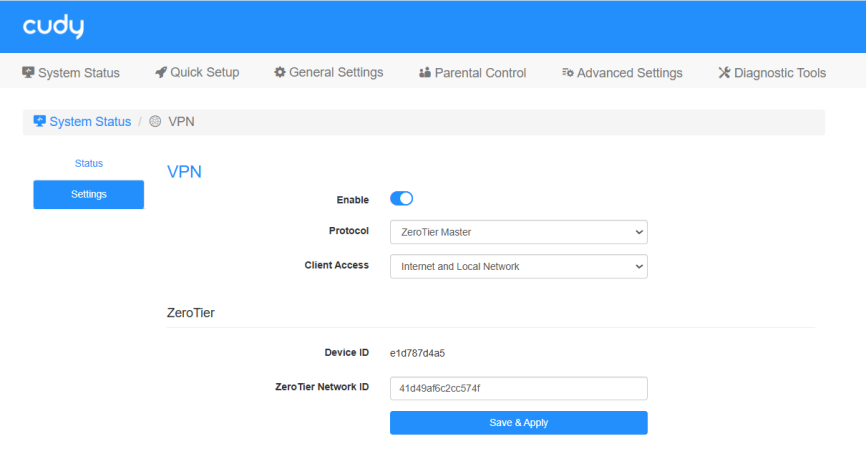 cudy
System Status Quick Setup General Settings Parental Control Advanced Settings Diagnostic Tools
System Status / VPN
Status
Settings
VPN
Enable
Protocol ZeroTier Master
Client Access Internet and Local Network
ZeroTier
Device ID e1d787d4a5
ZeroTier Network ID 41d49af6c2cc574f
Save & Apply